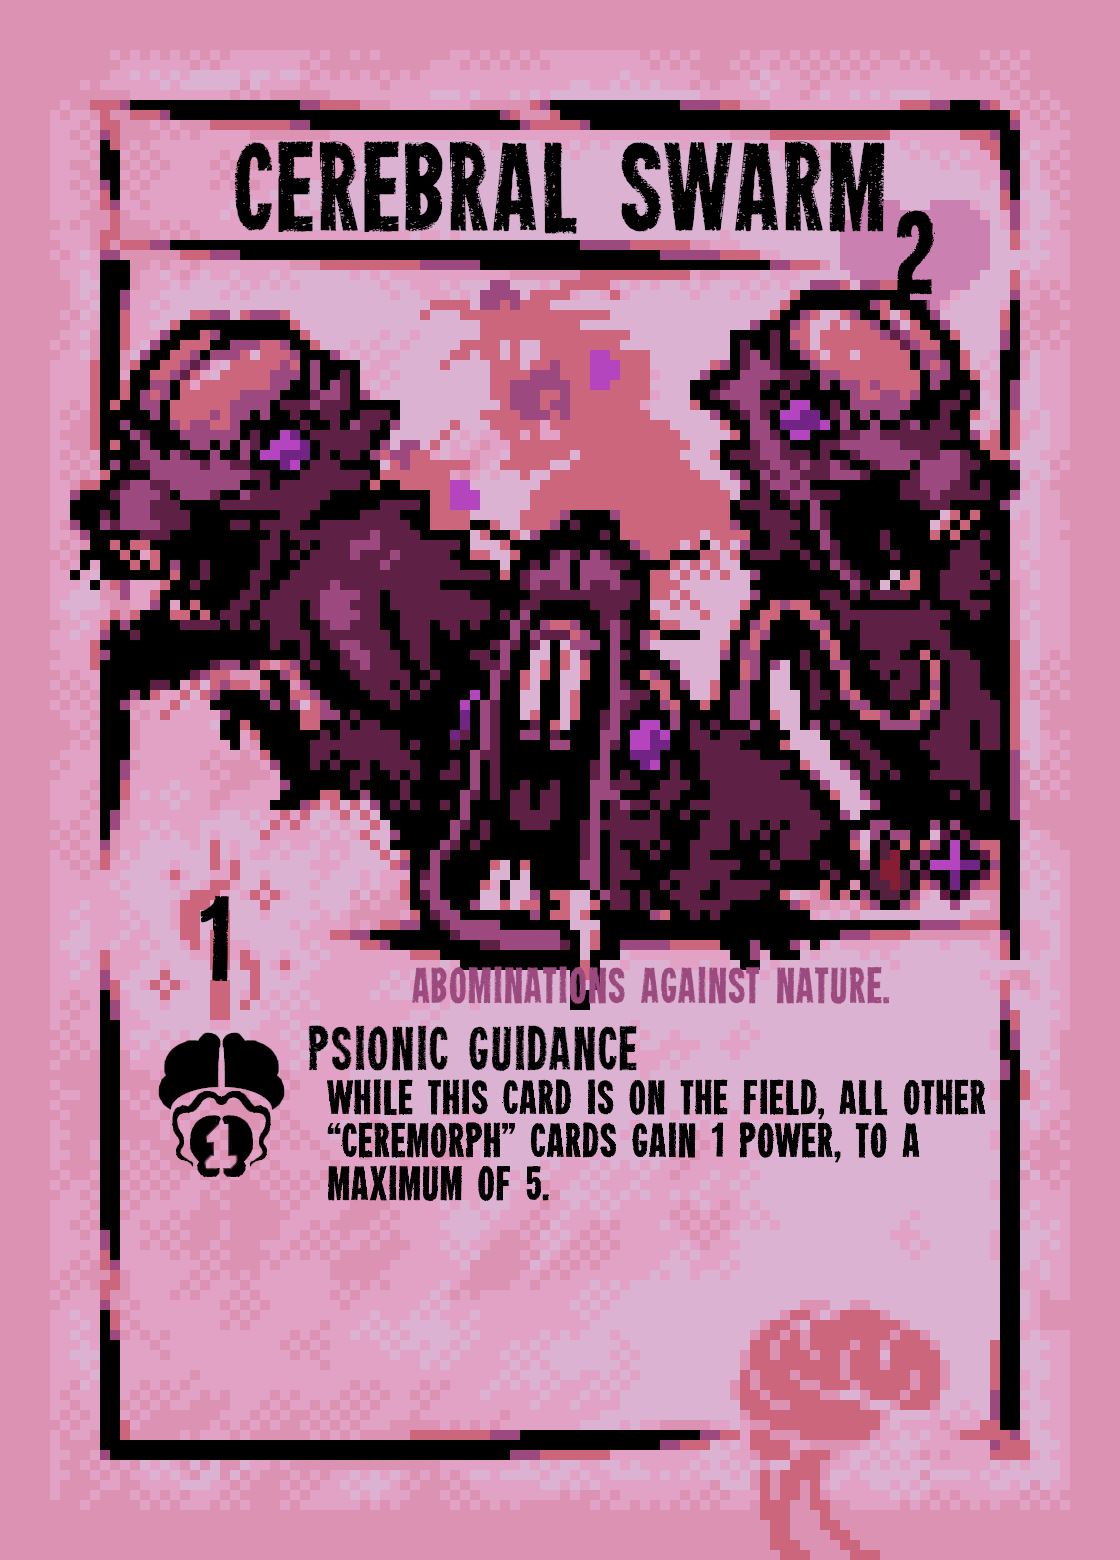 CEREBRAL SWARM
2
1
ABOMINATIONS AGAINST NATURE.
PSIONIC GUIDANCE
WHILE THIS CARD IS ON THE FIELD, ALL OTHER
“CEREMORPH” CARDS GAIN 1 POWER, TO A
MAXIMUM OF 5.
1